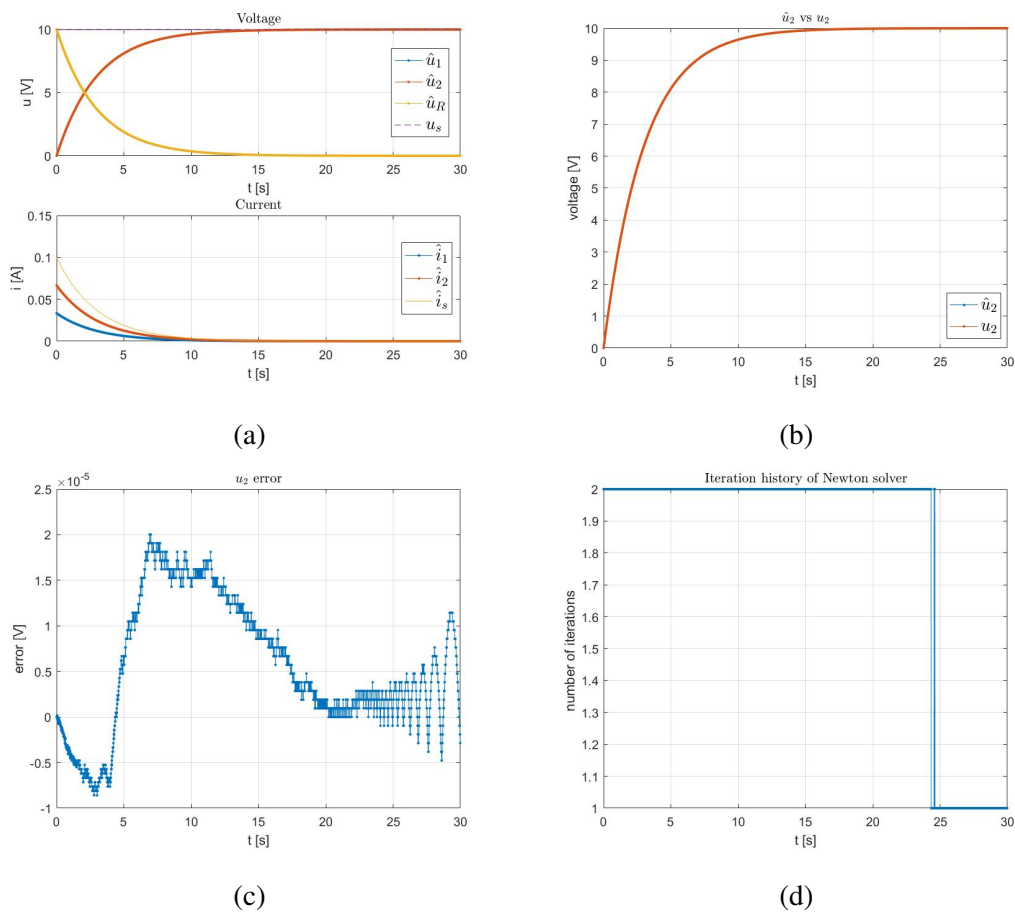 Voltage
10
5
0
u [V]
û₁
û₂
û_R
u_s
0 5 10 15 20 25 30
t [s]
Current
0.15
0.1
0.05
0
i [A]
î₁
î₂
î_s
0 5 10 15 20 25 30
t [s]
(a)
û₂ vs u₂
10
9
8
7
6
5
4
3
2
1
0
voltage [V]
û₂
u₂
0 5 10 15 20 25 30
t [s]
(b)
u₂ error
×10⁻⁵
2.5
2
1.5
1
0.5
0
-0.5
-1
error [V]
0 5 10 15 20 25 30
t [s]
(c)
Iteration history of Newton solver
2
1.9
1.8
1.7
1.6
1.5
1.4
1.3
1.2
1.1
1
number of iterations
0 5 10 15 20 25 30
t [s]
(d)